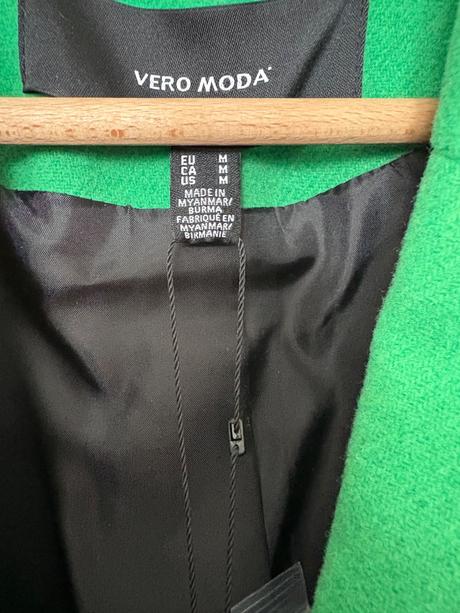 VERO MODA
EU M
CA M
US M
MADE IN
MYANMAR/
BURMA
FABRIQUÉ EN
MYANMAR/
BIRMANIE